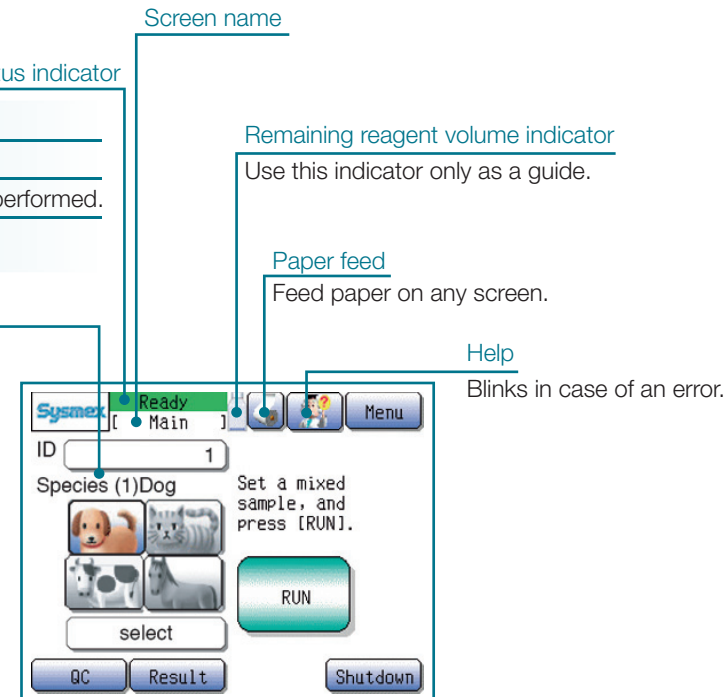 Screen name
tus indicator
Remaining reagent volume indicator
Use this indicator only as a guide.
performed.
Paper feed
Feed paper on any screen.
Help
Blinks in case of an error.
Sysmex
Ready
[ Main ]
Menu
ID 1
Species (1)Dog
Set a mixed
sample, and
press [RUN].
RUN
select
QC Result Shutdown